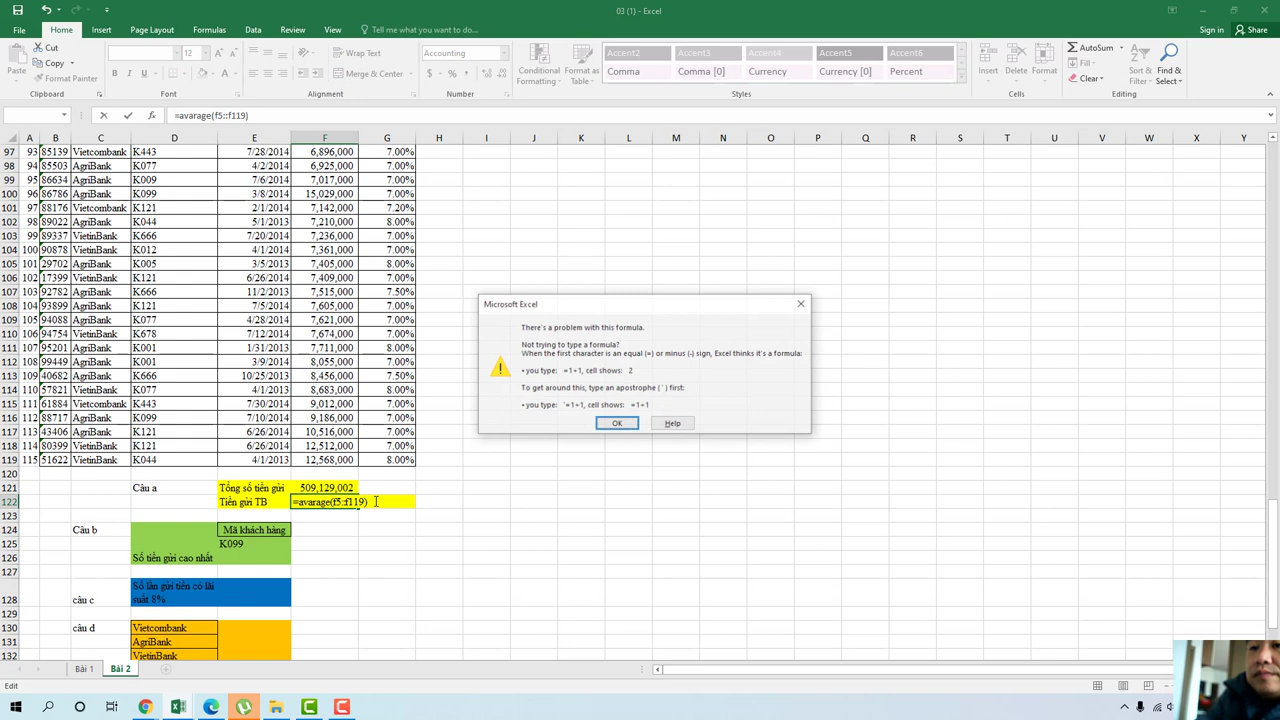 03 (1) - Excel
File Home Insert Page Layout Formulas Data Review View Tell me what you want to do... Sign in Share
Paste Cut Copy Format Painter Clipboard
12 Font
Wrap Text Merge & Center Alignment
Accounting Number
Conditional Formatting Format as Table
Accent2 Accent3 Accent4 Accent5 Accent6
Comma Comma [0] Currency Currency [0] Percent
Styles
Insert Delete Format Cells
AutoSum Fill Clear Sort & Filter Find & Select Editing
=avarage(f5::f119)
A B C D E F G H I J K L M N O P Q R S T U V W X Y
97 93 85139 Vietcombank K443 7/28/2014 6,896,000 7.00%
98 94 85503 AgriBank K077 4/2/2014 6,925,000 7.00%
99 95 86634 AgriBank K009 7/6/2014 7,017,000 7.00%
100 96 86786 AgriBank K099 3/8/2014 15,029,000 7.00%
101 97 88176 Vietcombank K121 2/1/2014 7,142,000 7.20%
102 98 89022 AgriBank K044 5/1/2013 7,210,000 8.00%
103 99 89337 VietinBank K666 7/20/2014 7,236,000 7.00%
104 100 90878 VietinBank K012 4/1/2014 7,361,000 7.00%
105 101 29702 AgriBank K005 3/5/2013 7,405,000 8.00%
106 102 17399 VietinBank K121 6/26/2014 7,409,000 7.00%
107 103 92782 AgriBank K666 11/2/2013 7,515,000 7.50%
108 104 93899 VietinBank K121 7/5/2014 7,605,000 7.00%
109 105 94088 AgriBank K077 4/28/2014 7,621,000 7.00%
110 106 94754 VietinBank K678 7/12/2014 7,674,000 7.00%
111 107 95201 AgriBank K001 1/31/2013 7,711,000 8.00%
112 108 99449 AgriBank K001 3/9/2014 8,055,000 7.00%
113 109 40682 AgriBank K666 10/25/2013 8,456,000 7.50%
114 110 57821 AgriBank K077 4/1/2013 8,683,000 8.00%
115 111 61884 Vietcombank K443 7/30/2014 9,012,000 7.00%
116 112 88717 AgriBank K099 7/10/2014 9,186,000 7.00%
117 113 43406 AgriBank K121 6/26/2014 10,516,000 7.00%
118 114 80399 VietinBank K121 6/26/2014 12,512,000 7.00%
119 115 51622 VietinBank K044 4/1/2013 12,568,000 8.00%
120
121 Câu a Tổng số tiền gửi 509,129,002
122 Tiền gửi TB =avarage(f5::f119)
123
124 Câu b Mã khách hàng
125 K099
126 Số tiền gửi cao nhất
127
Số lần gửi tiền có lãi
128 câu c suất 8%
129
130 câu d Vietcombank
131 AgriBank
132 VietinBank
Microsoft Excel
There's a problem with this formula.
Not trying to type a formula?
When the first character is an equal (=) or minus (-) sign, Excel thinks it's a formula:
• you type: =1+1, cell shows: 2
To get around this, type an apostrophe (`) first:
• you type: `=1+1, cell shows: =1+1
OK Help
Bài 1 Bài 2
Edit